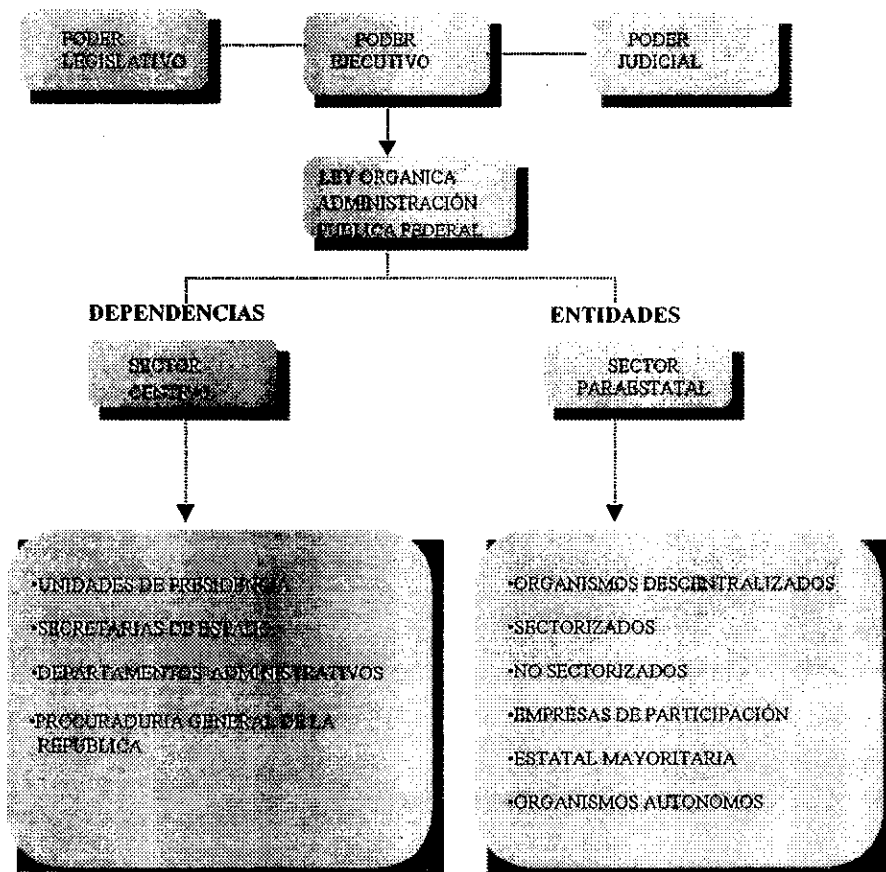 PODER
LEGISLATIVO
PODER
EJECUTIVO
PODER
JUDICIAL
LEY ORGANICA
ADMINISTRACIÓN
PUBLICA FEDERAL
DEPENDENCIAS
SECTOR
CENTRAL
•UNIDADES DE PRESIDENCIA
•SECRETARIAS DE ESTADO
•DEPARTAMENTOS ADMINISTRATIVOS
•PROCURADURIA GENERAL DE LA
REPUBLICA
ENTIDADES
SECTOR
PARAESTATAL
•ORGANISMOS DESCENTRALIZADOS
•SECTORIZADOS
•NO SECTORIZADOS
•EMPRESAS DE PARTICIPACIÓN
•ESTATAL MAYORITARIA
•ORGANISMOS AUTONOMOS